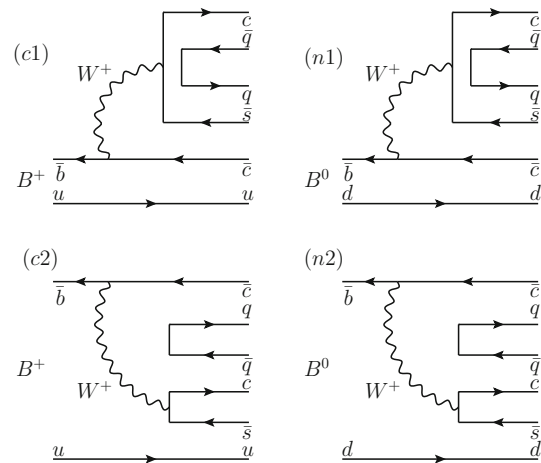 (c1)
W⁺
c
q̄
q
s̄
b̄
c̄
B⁺
u
u
(n1)
W⁺
c
q̄
q
s̄
b̄
c̄
B⁰
d
d
(c2)
b̄
c̄
q
q̄
B⁺
W⁺
c
s̄
u
u
(n2)
b̄
c̄
q
q̄
B⁰
W⁺
c
s̄
d
d